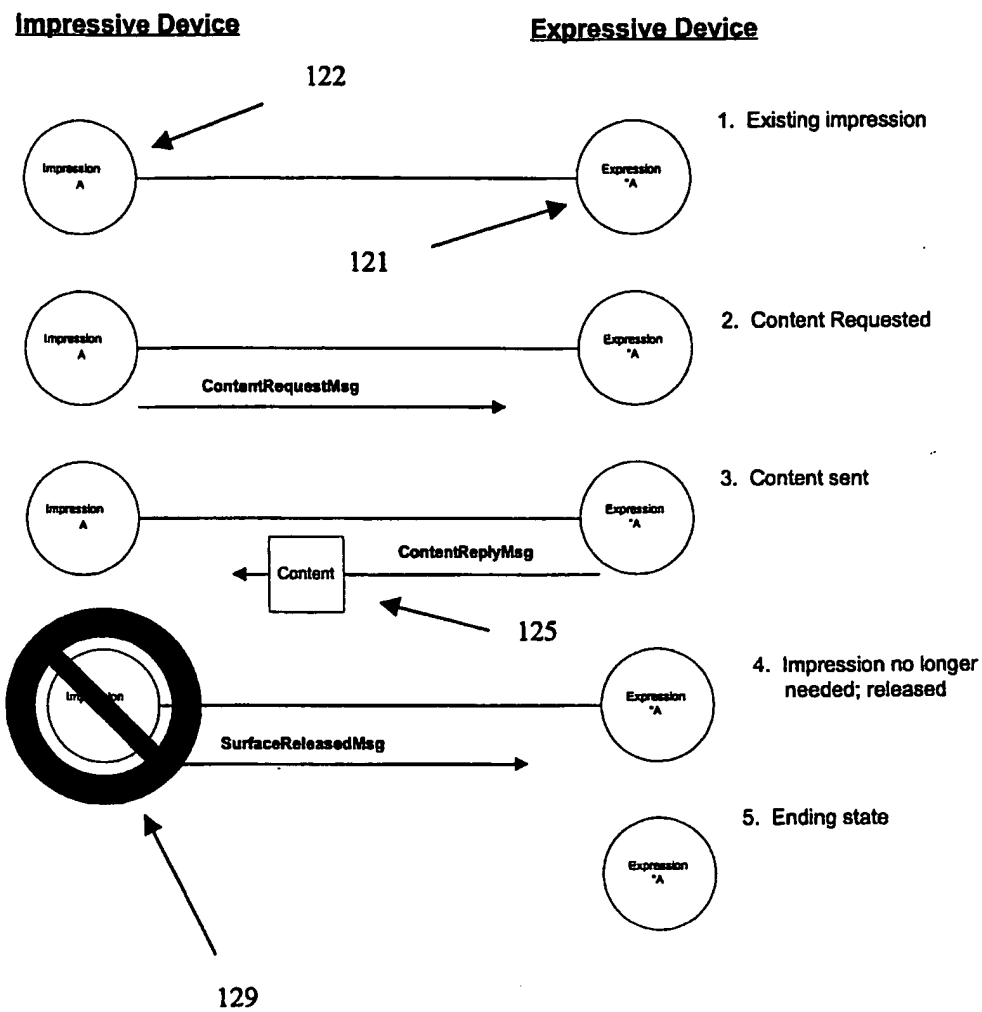 Impressive Device
Expressive Device
122
1. Existing impression
Impression
A
Expression
*A
121
2. Content Requested
Impression
A
Expression
*A
ContentRequestMsg
3. Content sent
Impression
A
Expression
*A
ContentReplyMsg
Content
125
4. Impression no longer
needed; released
Expression
*A
SurfaceReleasedMsg
5. Ending state
Expression
*A
129